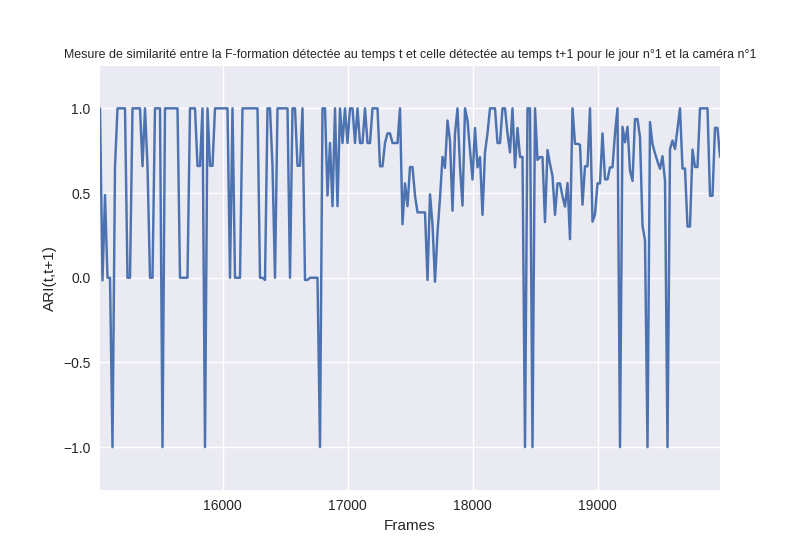 Mesure de similarité entre la F-formation détectée au temps t et celle détectée au temps t+1 pour le jour n°1 et la caméra n°1
1.0
0.5
0.0
−0.5
−1.0
ARI(t,t+1)
16000 17000 18000 19000
Frames